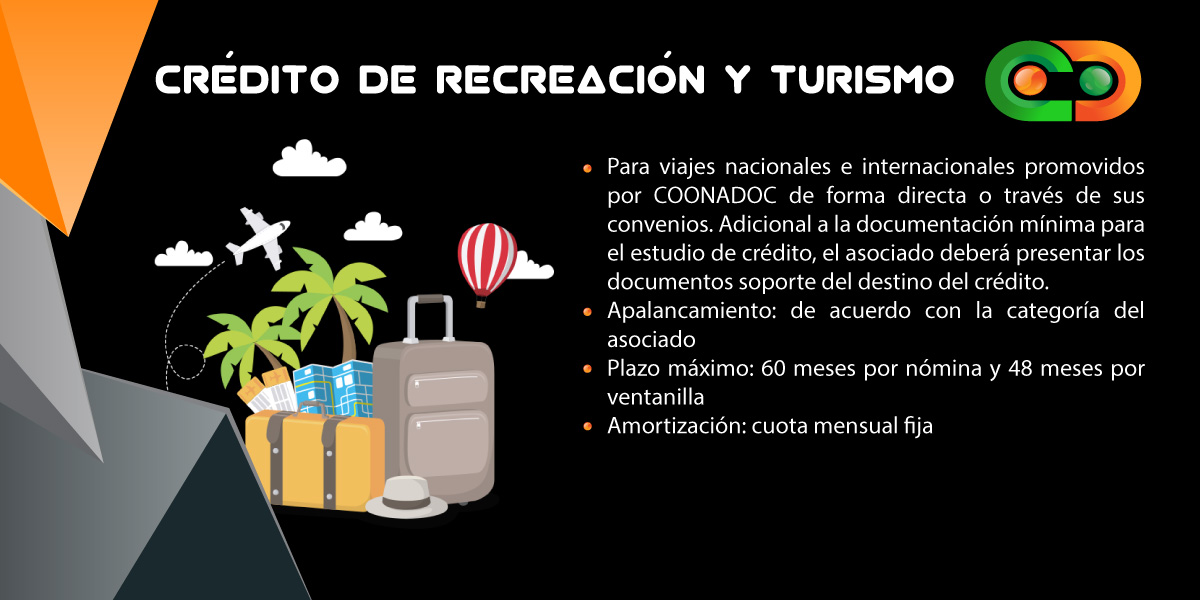 CRÉDITO DE RECREACIÓN Y TURISMO
Para viajes nacionales e internacionales promovidos
por COONADOC de forma directa o través de sus
convenios. Adicional a la documentación mínima para
el estudio de crédito, el asociado deberá presentar los
documentos soporte del destino del crédito.
Apalancamiento: de acuerdo con la categoría del
asociado
Plazo máximo: 60 meses por nómina y 48 meses por
ventanilla
Amortización: cuota mensual fija